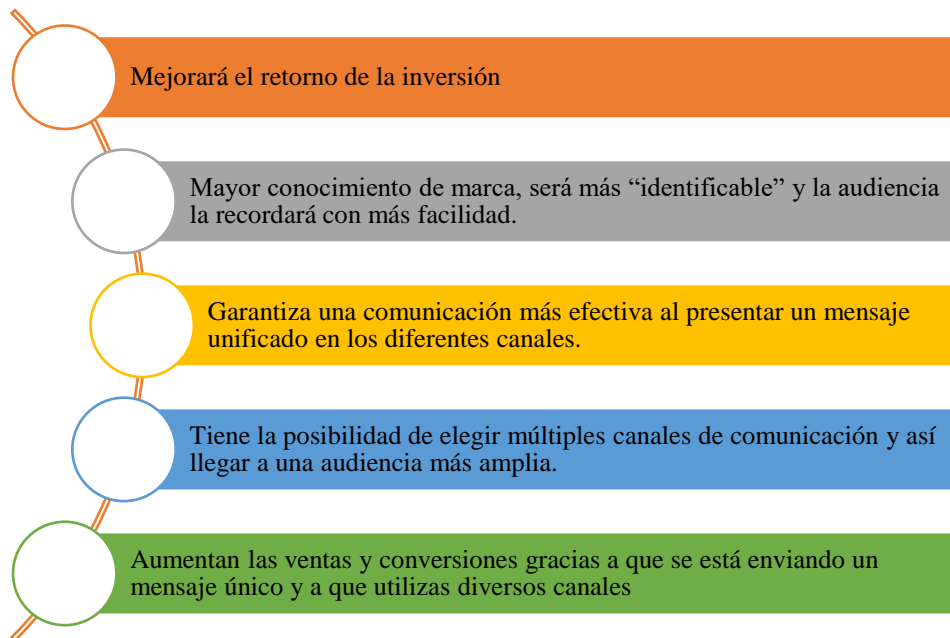 Mejorará el retorno de la inversión
Mayor conocimiento de marca, será más “identificable” y la audiencia
la recordará con más facilidad.
Garantiza una comunicación más efectiva al presentar un mensaje
unificado en los diferentes canales.
Tiene la posibilidad de elegir múltiples canales de comunicación y así
llegar a una audiencia más amplia.
Aumentan las ventas y conversiones gracias a que se está enviando un
mensaje único y a que utilizas diversos canales